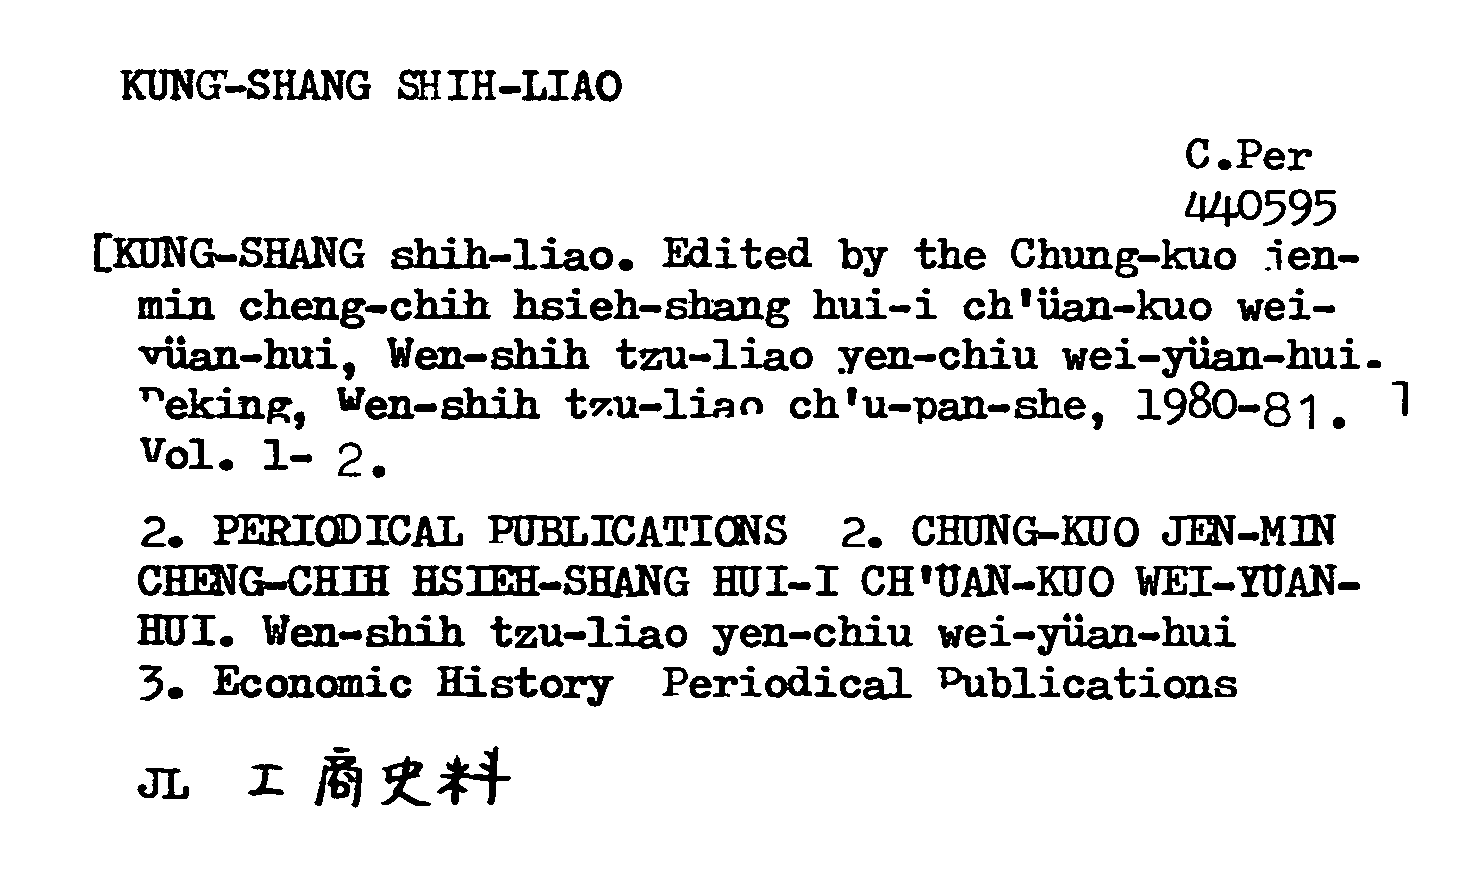 KUNG-SHANG SHIH-LIAO
C.Per
440595
[KUNG-SHANG shih-liao. Edited by the Chung-kuo jen-
min cheng-chih hsieh-shang hui-i ch'üan-kuo wei-
yüan-hui, Wen-shih tzu-liao yen-chiu wei-yüan-hui.
Peking, Wen-shih tzu-liao ch'u-pan-she, 1980-81. ]
Vol. 1- 2.
2. PERIODICAL PUBLICATIONS 2. CHUNG-KUO JEN-MIN
CHENG-CHIH HSIEH-SHANG HUI-I CH'ÜAN-KUO WEI-YÜAN-
HUI. Wen-shih tzu-liao yen-chiu wei-yüan-hui
3. Economic History Periodical Publications
JL 工商史料